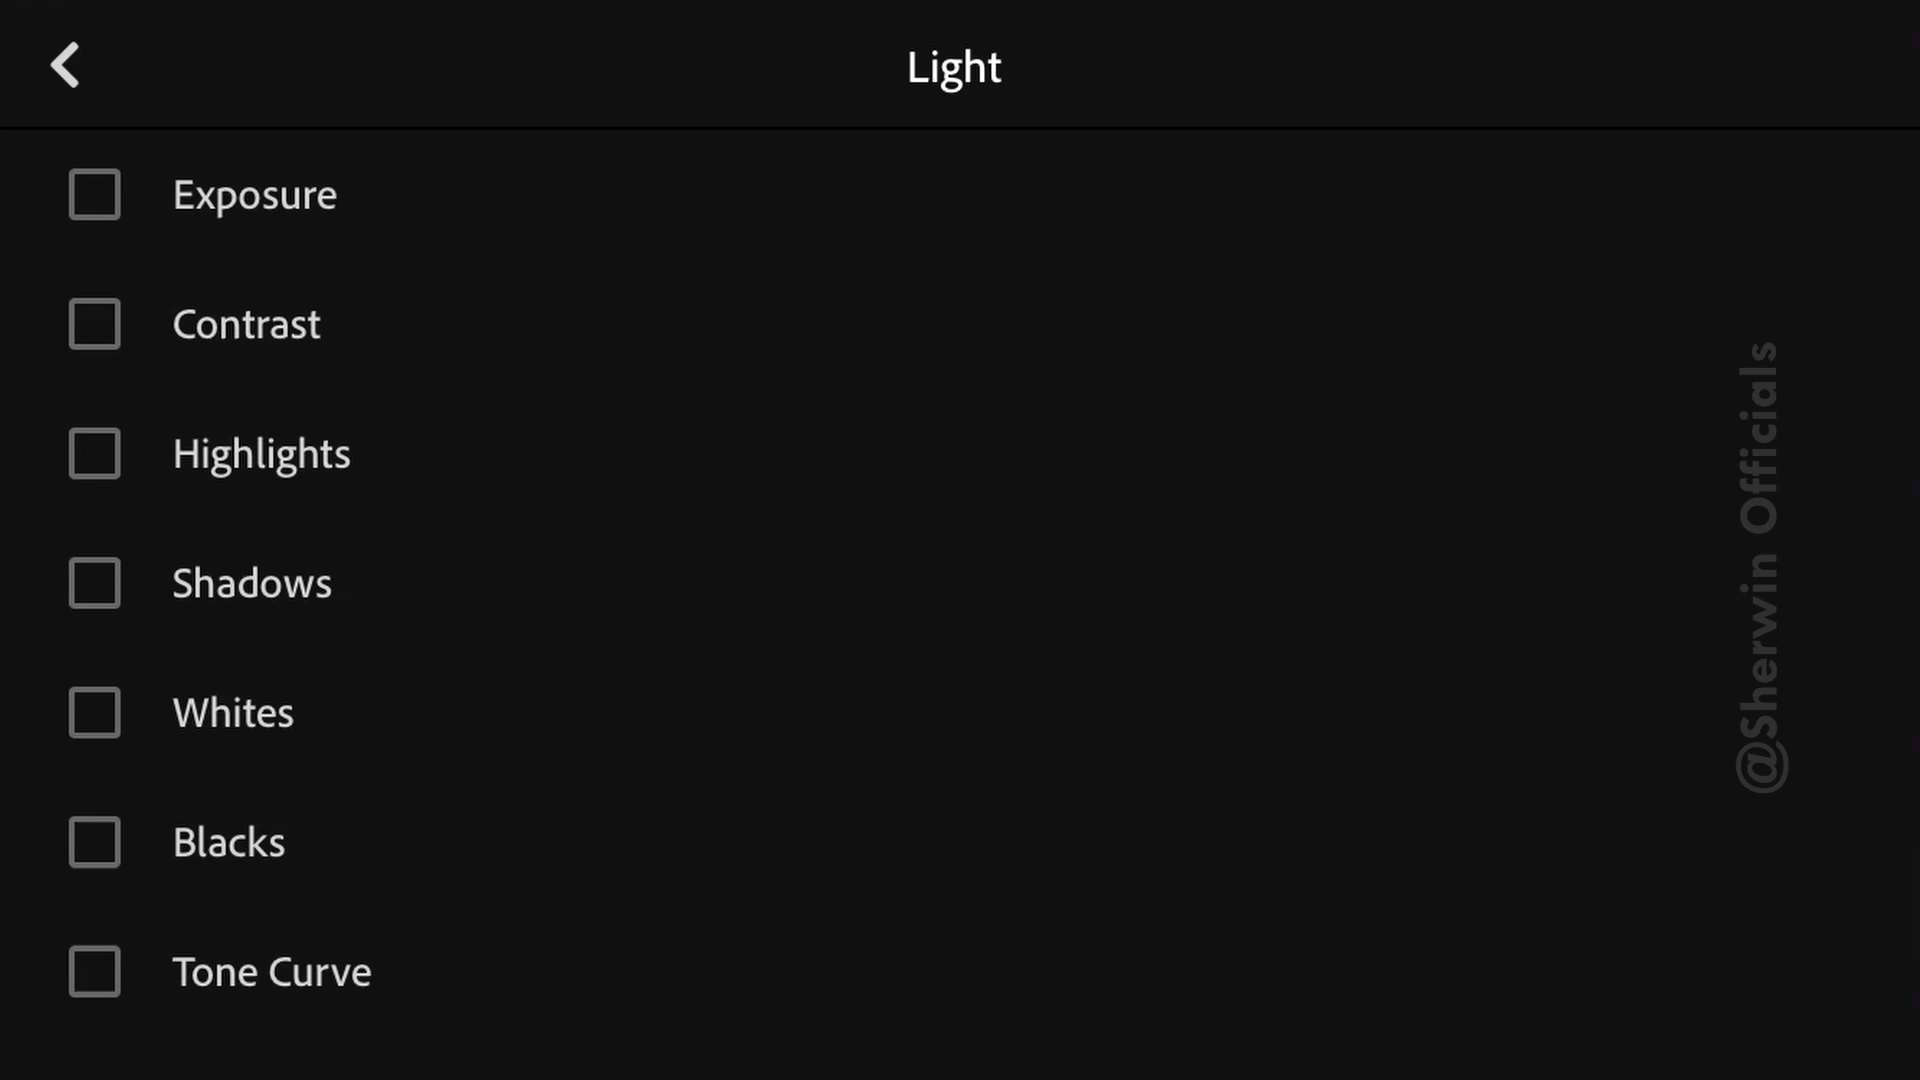 Light
Exposure
Contrast
Highlights
Shadows
Whites
Blacks
Tone Curve
@Sherwin Officials